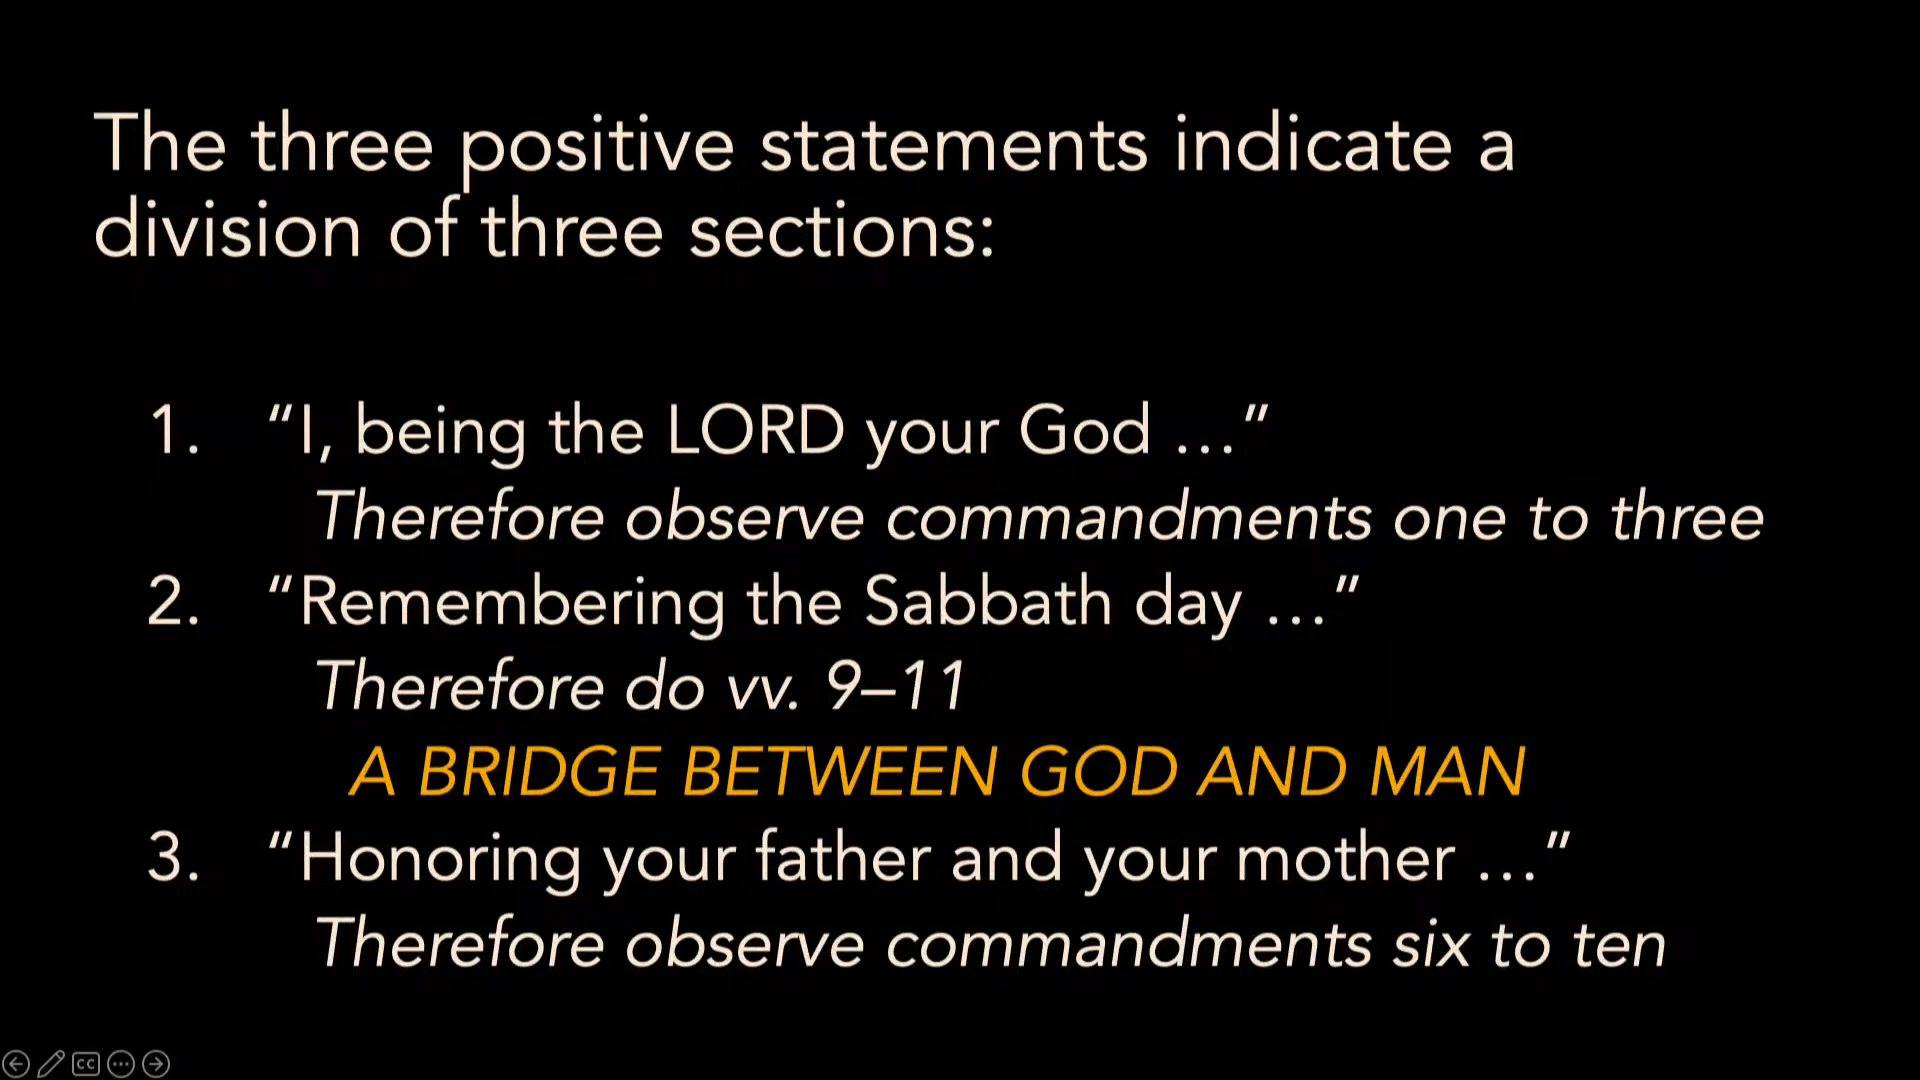 The three positive statements indicate a
division of three sections:
1. “I, being the LORD your God …”
Therefore observe commandments one to three
2. “Remembering the Sabbath day …”
Therefore do vv. 9–11
A BRIDGE BETWEEN GOD AND MAN
3. “Honoring your father and your mother …”
Therefore observe commandments six to ten
CC